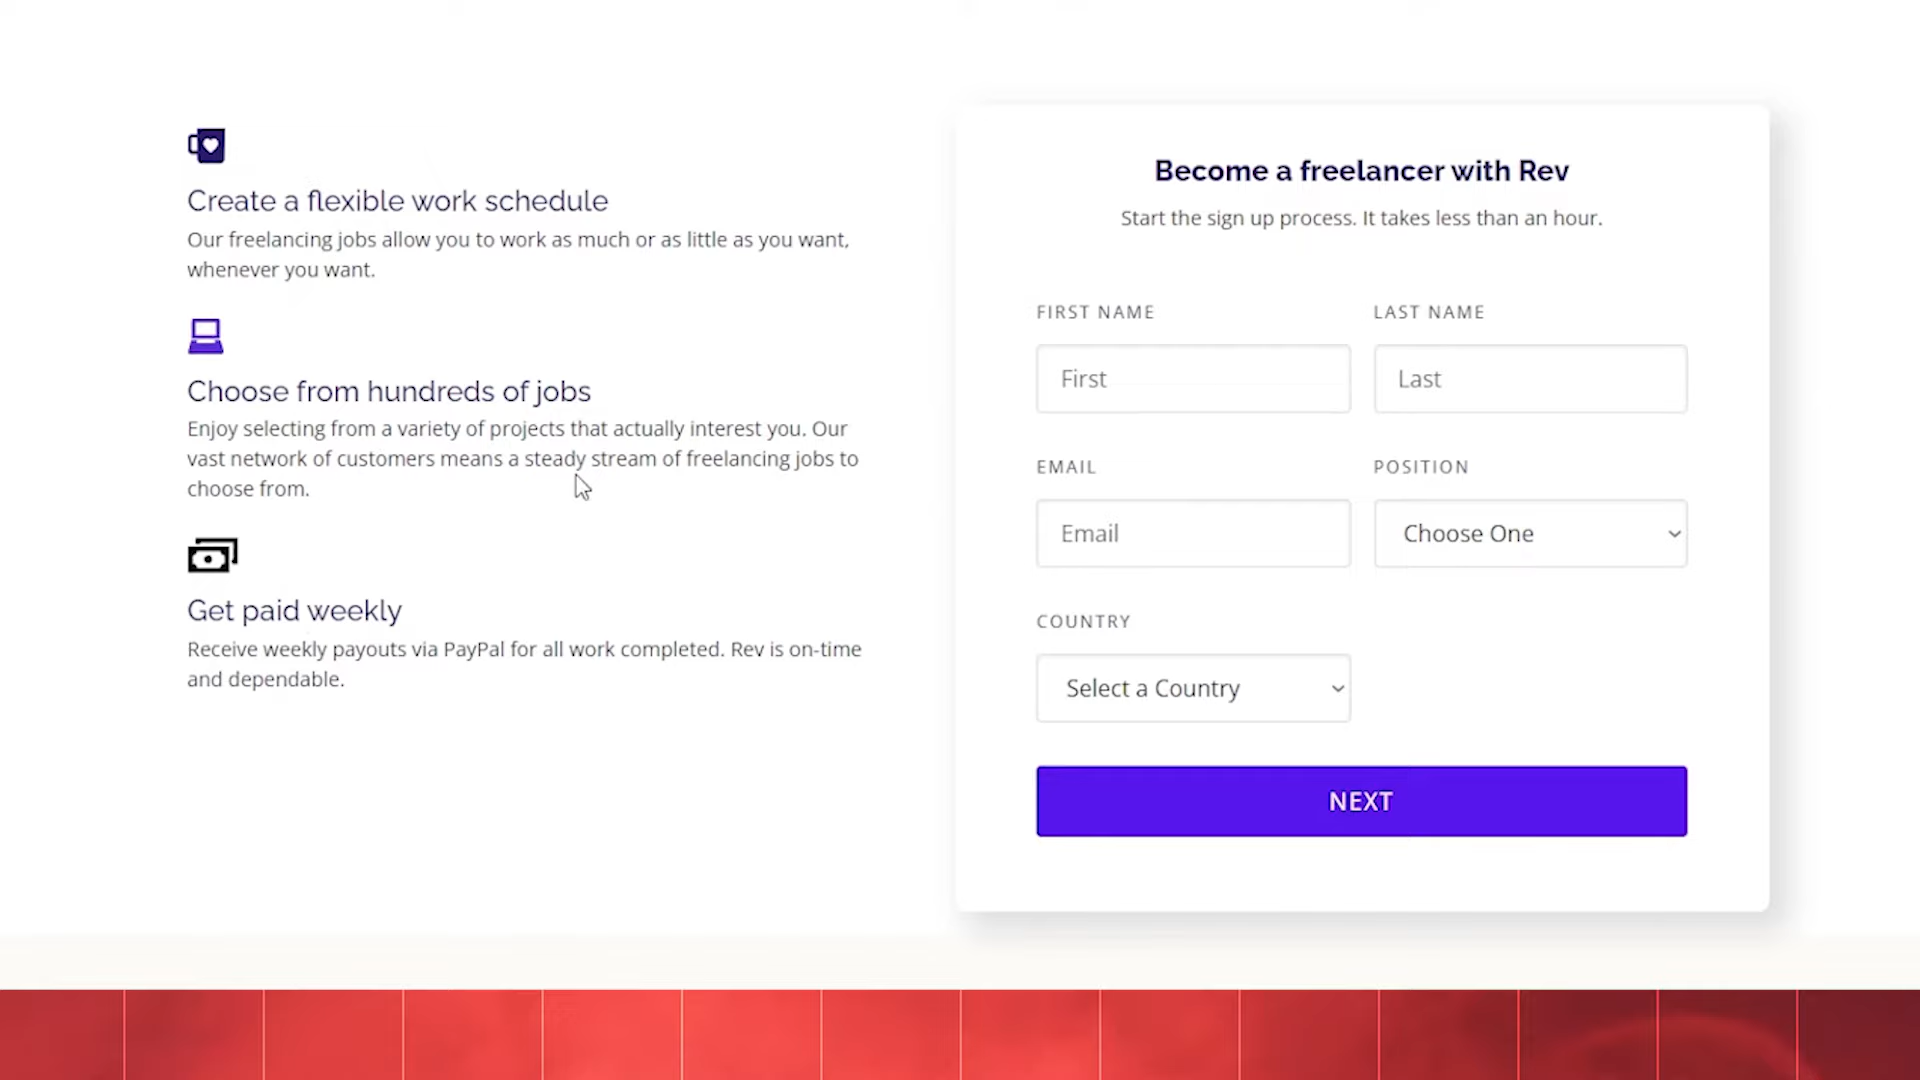 Create a flexible work schedule
Our freelancing jobs allow you to work as much or as little as you want,
whenever you want.
Choose from hundreds of jobs
Enjoy selecting from a variety of projects that actually interest you. Our
vast network of customers means a steady stream of freelancing jobs to
choose from.
Get paid weekly
Receive weekly payouts via PayPal for all work completed. Rev is on-time
and dependable.
Become a freelancer with Rev
Start the sign up process. It takes less than an hour.
FIRST NAME
LAST NAME
First
Last
EMAIL
POSITION
Email
Choose One
COUNTRY
Select a Country
NEXT